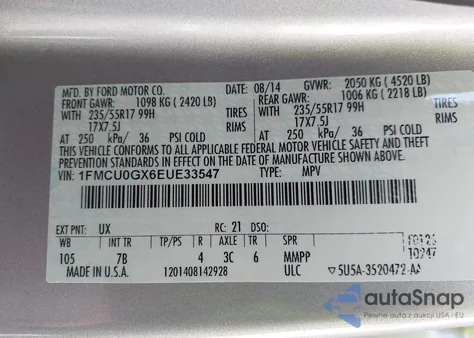 MFD. BY FORD MOTOR CO. DATE: 08/14 GVWR: 2050 KG (4520 LB)
FRONT GAWR: 1098 KG (2420 LB) REAR GAWR: 1006 KG (2218 LB)
WITH 235/55R17 99H TIRES WITH 235/55R17 99H TIRES
17X7.5J RIMS 17X7.5J RIMS
AT 250 kPa/ 36 PSI COLD AT 250 kPa/ 36 PSI COLD
THIS VEHICLE CONFORMS TO ALL APPLICABLE FEDERAL MOTOR VEHICLE SAFETY AND THEFT
PREVENTION STANDARDS IN EFFECT ON THE DATE OF MANUFACTURE SHOWN ABOVE.
VIN: 1FMCU0GX6EUE33547 TYPE: MPV
EXT PNT: UX RC: 21 DSO:
WB INT TR TP/PS R AXLE TR SPR
105 7B 4 3C 6 MMPP
MADE IN U.S.A. 1201408142928 ULC 5U5A-3520472-AA
autoSnap
Available for purchase USA / EU